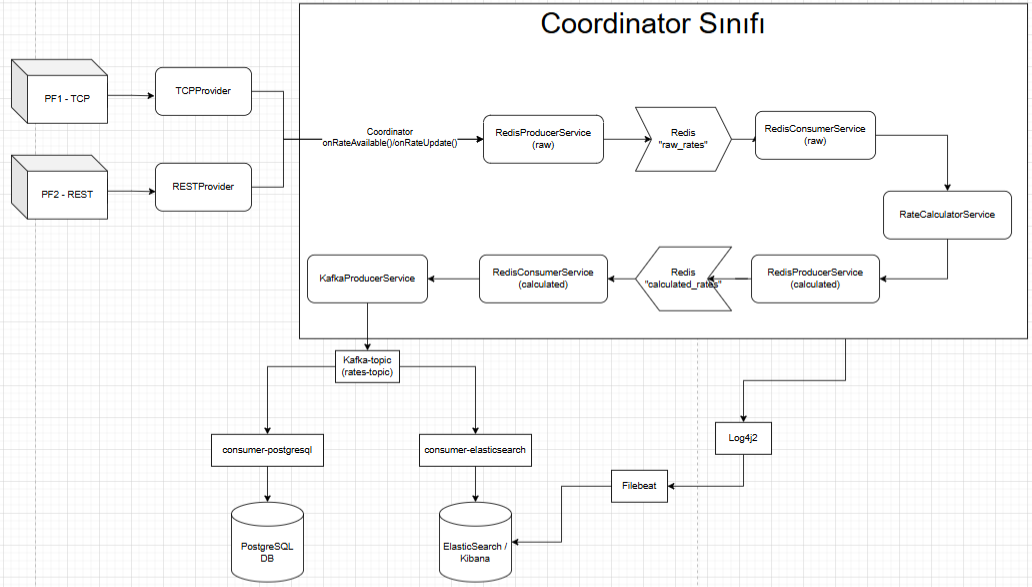 Coordinator Sınıfı
PF1 - TCP
TCPProvider
PF2 - REST
RESTProvider
Coordinator
onRateAvailable()/onRateUpdate()
RedisProducerService
(raw)
Redis
"raw_rates"
RedisConsumerService
(raw)
RateCalculatorService
KafkaProducerService
RedisConsumerService
(calculated)
Redis
"calculated_rates"
RedisProducerService
(calculated)
Kafka-topic
(rates-topic)
consumer-postgresql
consumer-elasticsearch
Log4j2
Filebeat
PostgreSQL
DB
ElasticSearch /
Kibana